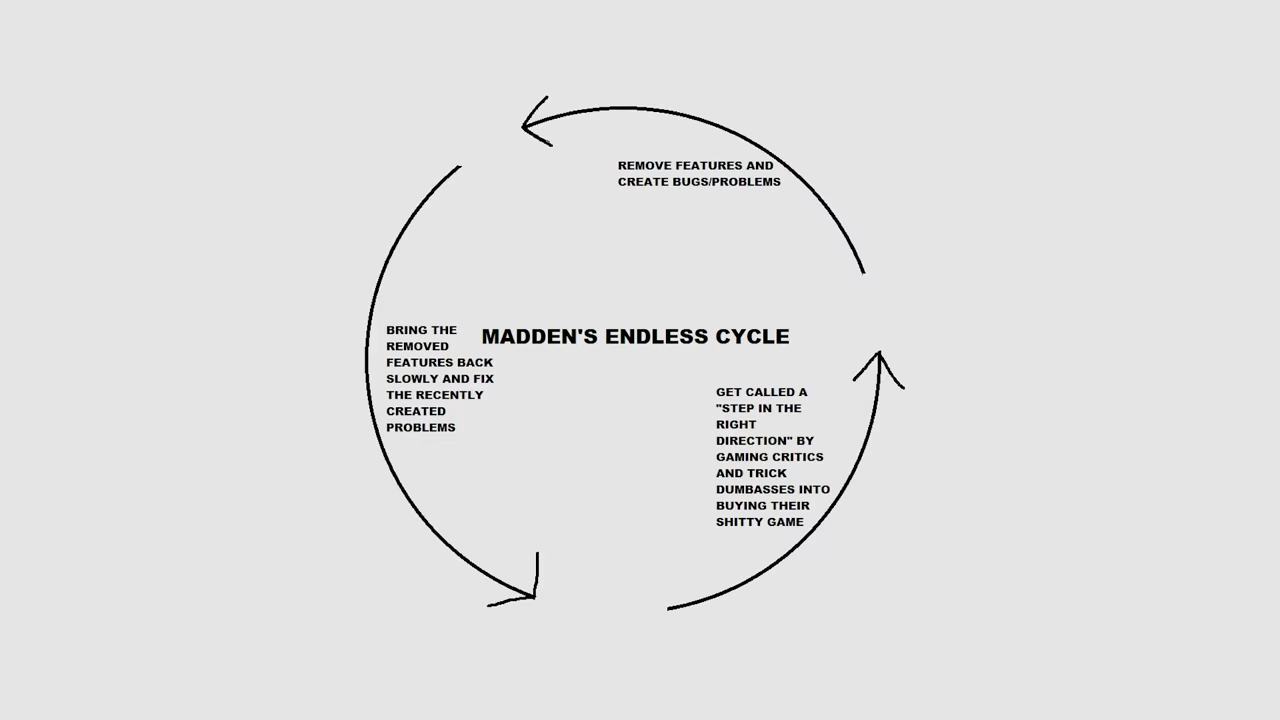 REMOVE FEATURES AND
CREATE BUGS/PROBLEMS
MADDEN'S ENDLESS CYCLE
BRING THE
REMOVED
FEATURES BACK
SLOWLY AND FIX
THE RECENTLY
CREATED
PROBLEMS
GET CALLED A
"STEP IN THE
RIGHT
DIRECTION" BY
GAMING CRITICS
AND TRICK
DUMBASSES INTO
BUYING THEIR
SHITTY GAME